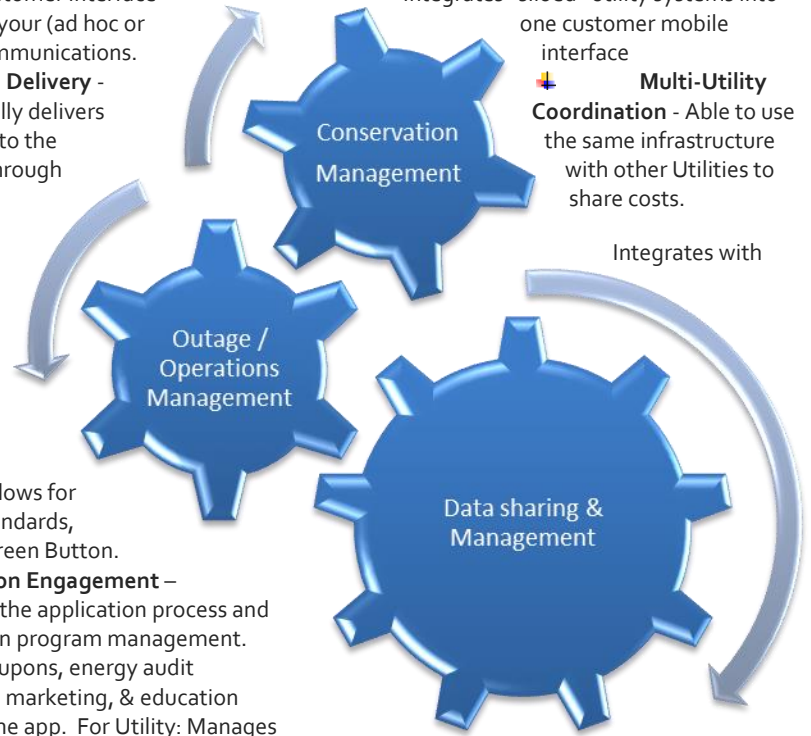 your (ad hoc or
mmunications.
Delivery -
lly delivers
to the
hrough
one customer mobile
interface
Multi-Utility
Coordination - Able to use
the same infrastructure
with other Utilities to
share costs.
Integrates with
Conservation
Management
Outage /
Operations
Management
Data sharing &
Management
lows for
ndards,
reen Button.
on Engagement –
the application process and
n program management.
upons, energy audit
marketing, & education
he app. For Utility: Manages